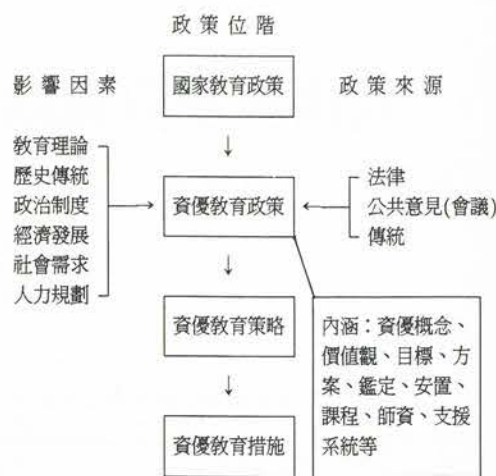 政策位階
影響因素
國家教育政策
政策來源
↓
教育理論
歷史傳統
政治制度
經濟發展
社會需求
人力規劃
資優教育政策
法律
公共意見(會議)
傳統
↓
資優教育策略
↓
資優教育措施
內涵:資優概念、
價值觀、目標、方
案、鑑定、安置、
課程、師資、支援
系統等